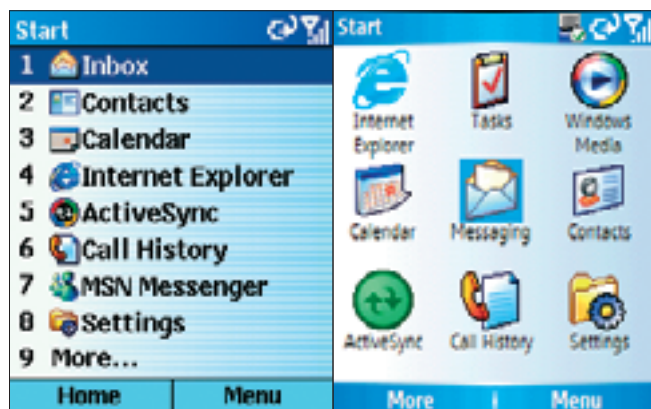 Start
1 Inbox
2 Contacts
3 Calendar
4 Internet Explorer
5 ActiveSync
6 Call History
7 MSN Messenger
8 Settings
9 More...
Home Menu
Start
Internet Explorer Tasks Windows Media
Calendar Messaging Contacts
ActiveSync Call History Settings
More Menu